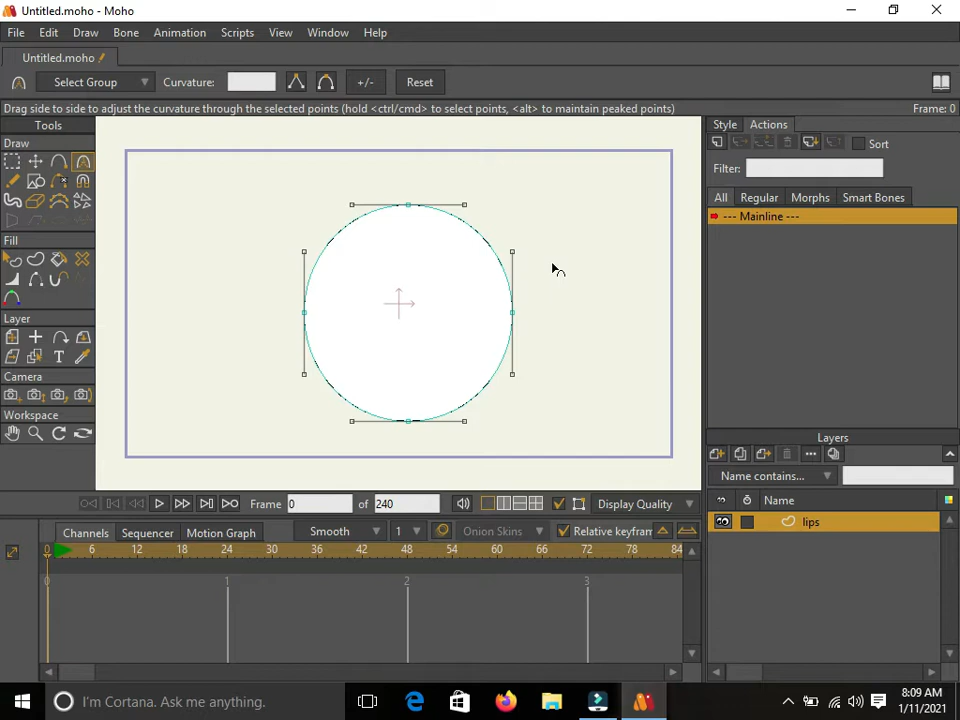 Untitled.moho - Moho
File Edit Draw Bone Animation Scripts View Window Help
Untitled.moho
Select Group Curvature: +/- Reset
Drag side to side to adjust the curvature through the selected points (hold <ctrl/cmd> to select points, <alt> to maintain peaked points) Frame: 0
Tools
Draw
Fill
Layer
T
Camera
Workspace
Style Actions
Sort
Filter:
All Regular Morphs Smart Bones
--- Mainline ---
Layers
Name contains...
Name
lips
Frame 0 of 240 Display Quality
Channels Sequencer Motion Graph Smooth 1 Onion Skins Relative keyfram
0 6 12 18 24 30 36 42 48 54 60 66 72 78 84
0 1 2 3
I'm Cortana. Ask me anything.
8:09 AM
1/11/2021